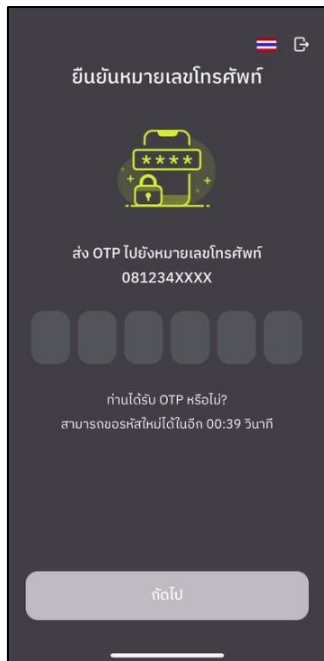 ยืนยันหมายเลขโทรศัพท์
****
ส่ง OTP ไปยังหมายเลขโทรศัพท์
081234XXXX
ท่านได้รับ OTP หรือไม่?
สามารถขอรหัสใหม่ได้ในอีก 00:39 วินาที
ถัดไป